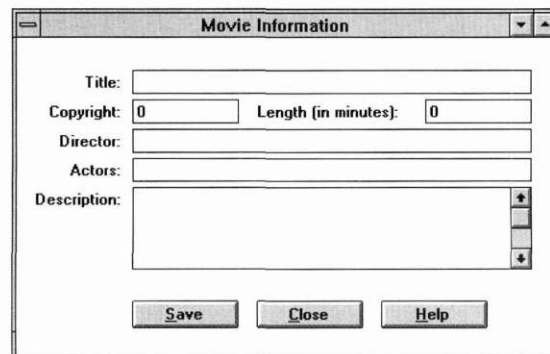 Movie Information
Title:
Copyright: 0 Length (in minutes): 0
Director:
Actors:
Description:
Save Close Help